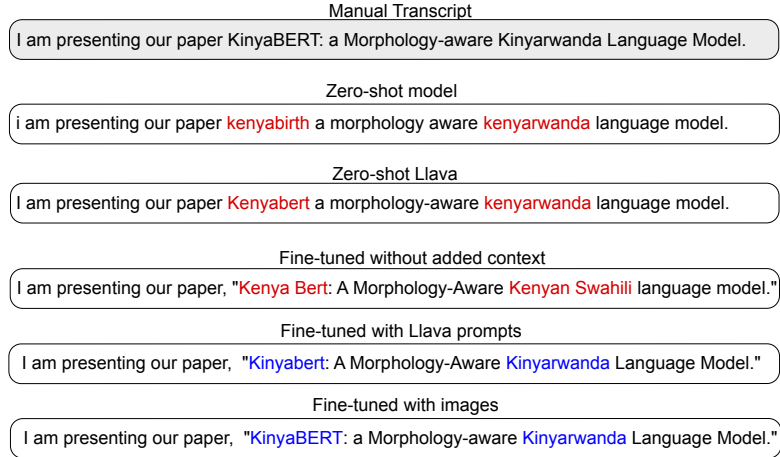 Manual Transcript
I am presenting our paper KinyaBERT: a Morphology-aware Kinyarwanda Language Model.
Zero-shot model
i am presenting our paper kenyabirth a morphology aware kenyarwanda language model.
Zero-shot Llava
I am presenting our paper Kenyabert a morphology-aware kenyarwanda language model.
Fine-tuned without added context
I am presenting our paper, "Kenya Bert: A Morphology-Aware Kenyan Swahili language model."
Fine-tuned with Llava prompts
I am presenting our paper, "Kinyabert: A Morphology-Aware Kinyarwanda Language Model."
Fine-tuned with images
I am presenting our paper, "KinyaBERT: a Morphology-aware Kinyarwanda Language Model."